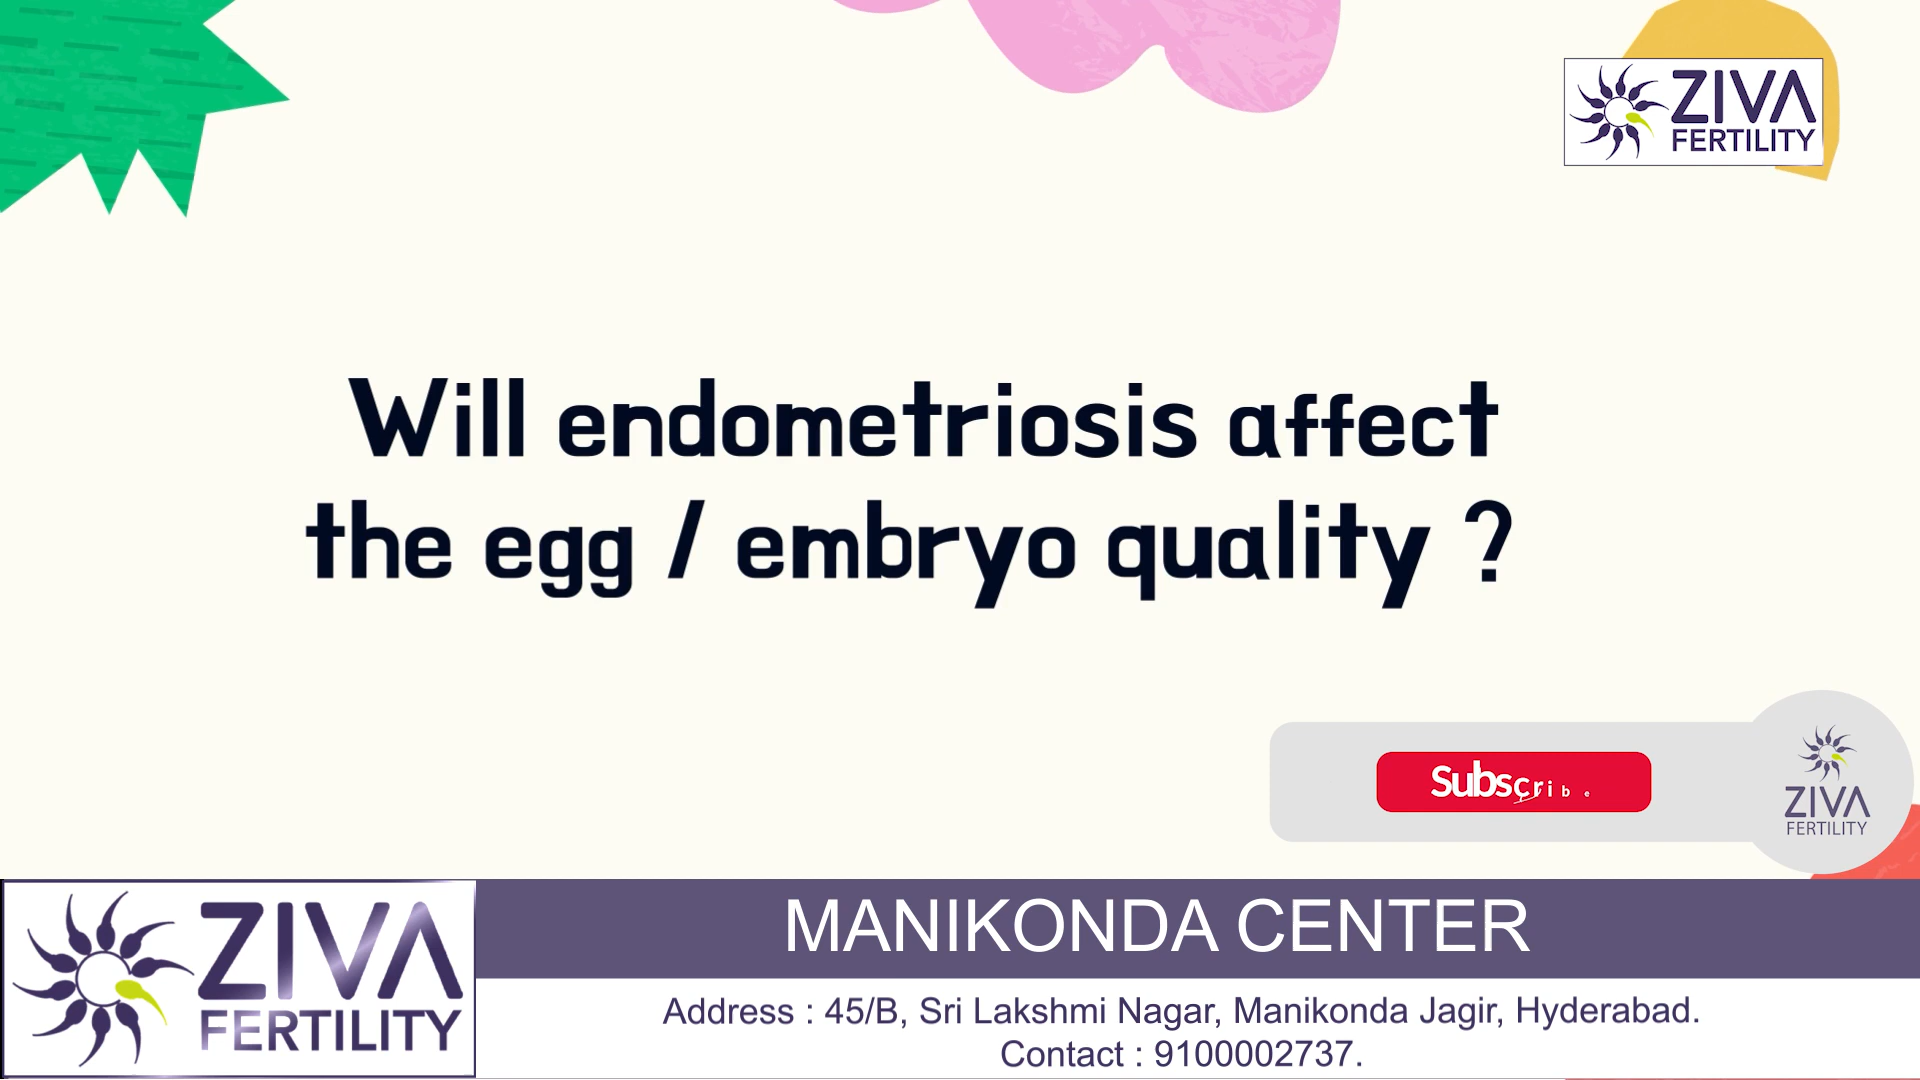 ZIVA
FERTILITY
Will endometriosis affect
the egg / embryo quality ?
Subscribe
ZIVA
FERTILITY
ZIVA
FERTILITY
MANIKONDA CENTER
Address : 45/B, Sri Lakshmi Nagar, Manikonda Jagir, Hyderabad.
Contact : 9100002737.